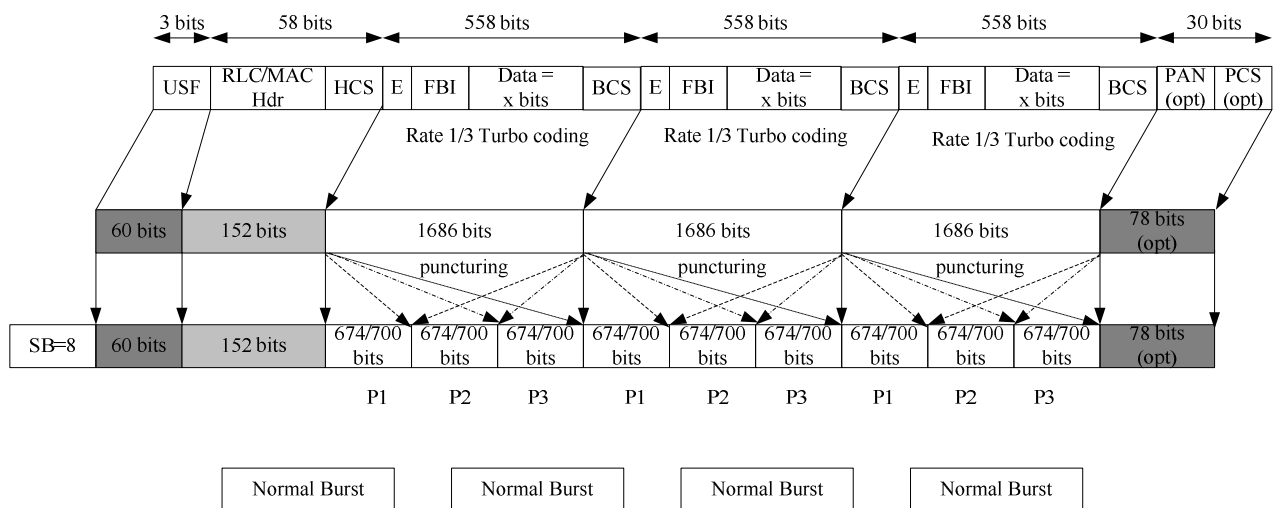 3 bits 58 bits 558 bits 558 bits 558 bits 30 bits
USF RLC/MAC Hdr HCS E FBI Data = x bits BCS E FBI Data = x bits BCS E FBI Data = x bits BCS PAN (opt) PCS (opt)
Rate 1/3 Turbo coding Rate 1/3 Turbo coding Rate 1/3 Turbo coding
60 bits 152 bits 1686 bits 1686 bits 1686 bits 78 bits (opt)
puncturing puncturing puncturing
SB=8 60 bits 152 bits 674/700 bits 674/700 bits 674/700 bits 674/700 bits 674/700 bits 674/700 bits 674/700 bits 674/700 bits 674/700 bits 78 bits (opt)
P1 P2 P3 P1 P2 P3 P1 P2 P3
Normal Burst Normal Burst Normal Burst Normal Burst